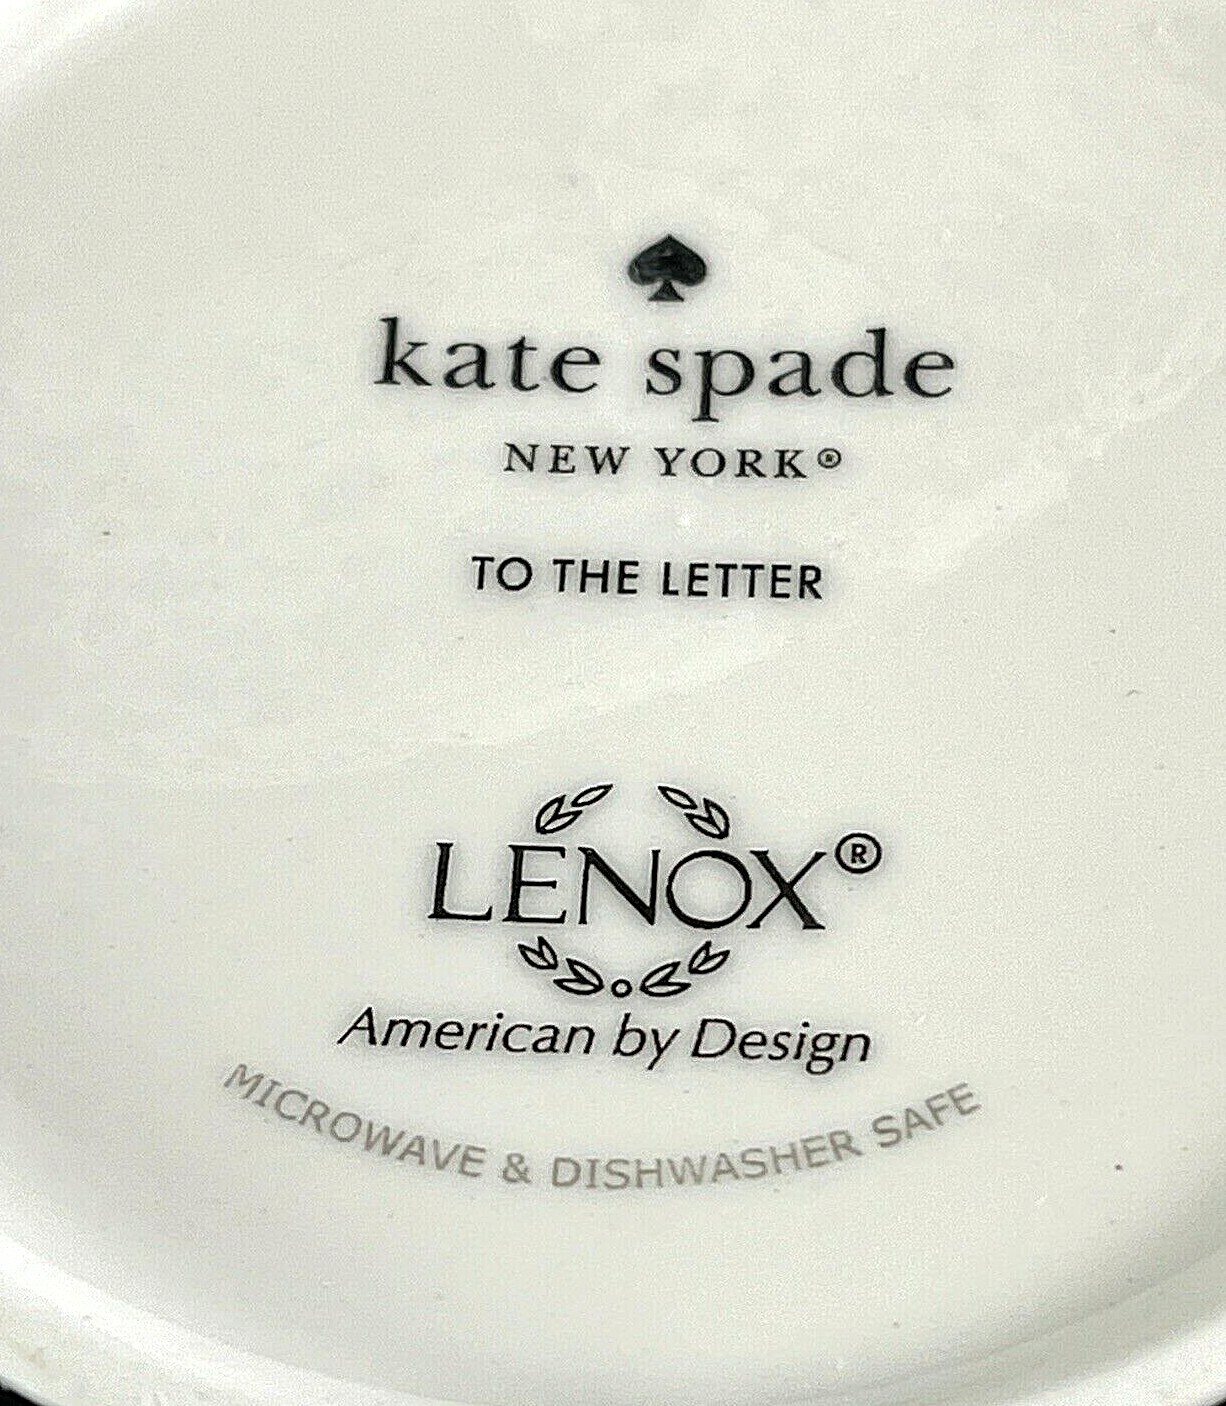 kate spade
NEW YORK®
TO THE LETTER
LENOX®
American by Design
MICROWAVE & DISHWASHER SAFE